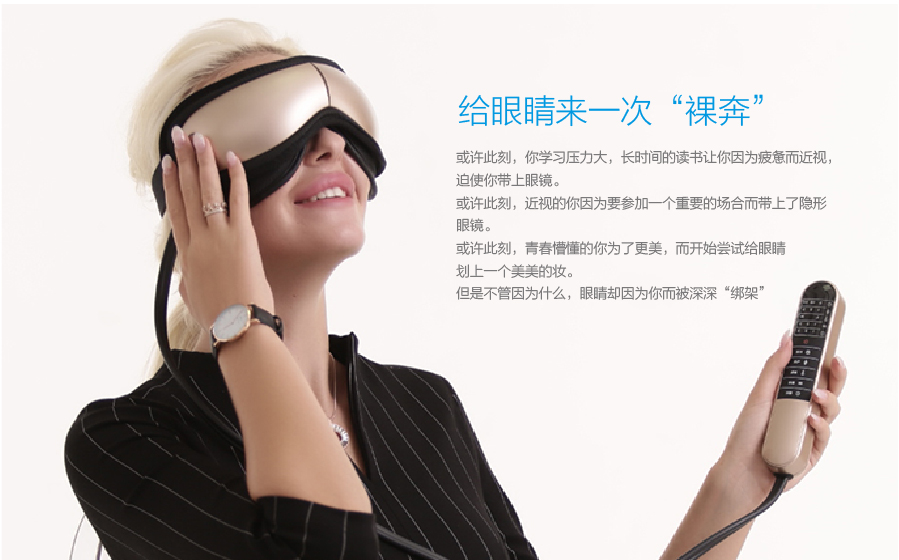 给眼睛来一次“裸奔”
或许此刻，你学习压力大，长时间的读书让你因为疲惫而近视，
迫使你带上眼镜。
或许此刻，近视的你因为要参加一个重要的场合而带上了隐形
眼镜。
或许此刻，青春懵懂的你为了更美，而开始尝试给眼睛
划上一个美美的妆。
但是不管因为什么，眼睛却因为你而被深深“绑架”